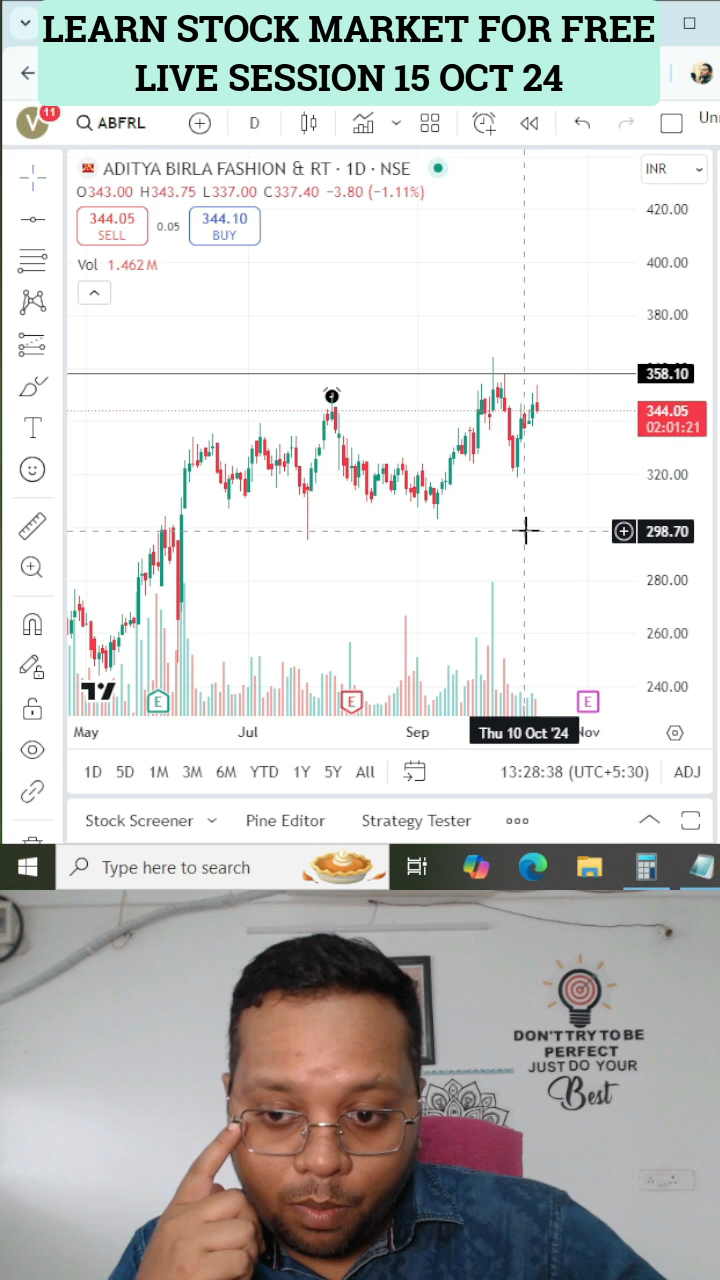 LEARN STOCK MARKET FOR FREE
LIVE SESSION 15 OCT 24
V
11
ABFRL
D
Un
ADITYA BIRLA FASHION & RT · 1D · NSE
INR
O343.00 H343.75 L337.00 C337.40 −3.80 (−1.11%)
344.05
SELL
0.05
344.10
BUY
Vol 1.462 M
420.00
400.00
380.00
358.10
344.05
02:01:21
320.00
298.70
280.00
260.00
240.00
E
E
E
May
Jul
Sep
Thu 10 Oct '24
Nov
1D 5D 1M 3M 6M YTD 1Y 5Y All
13:28:38 (UTC+5:30)
ADJ
Stock Screener
Pine Editor
Strategy Tester
Type here to search
DON'T TRY TO BE
PERFECT
JUST DO YOUR
Best